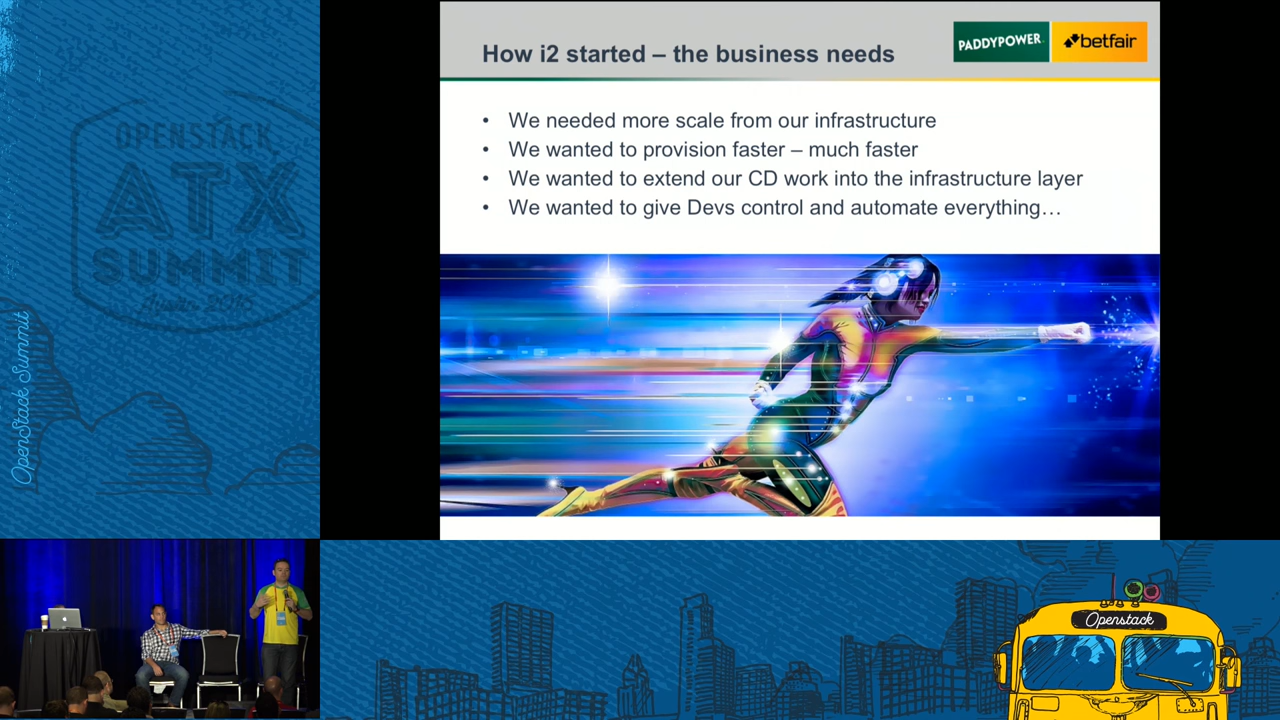 OPENSTACK
ATX
SUMMIT
OpenStack Summit
How i2 started – the business needs
PADDYPOWER.
betfair
• We needed more scale from our infrastructure
• We wanted to provision faster – much faster
• We wanted to extend our CD work into the infrastructure layer
• We wanted to give Devs control and automate everything…
Openstack